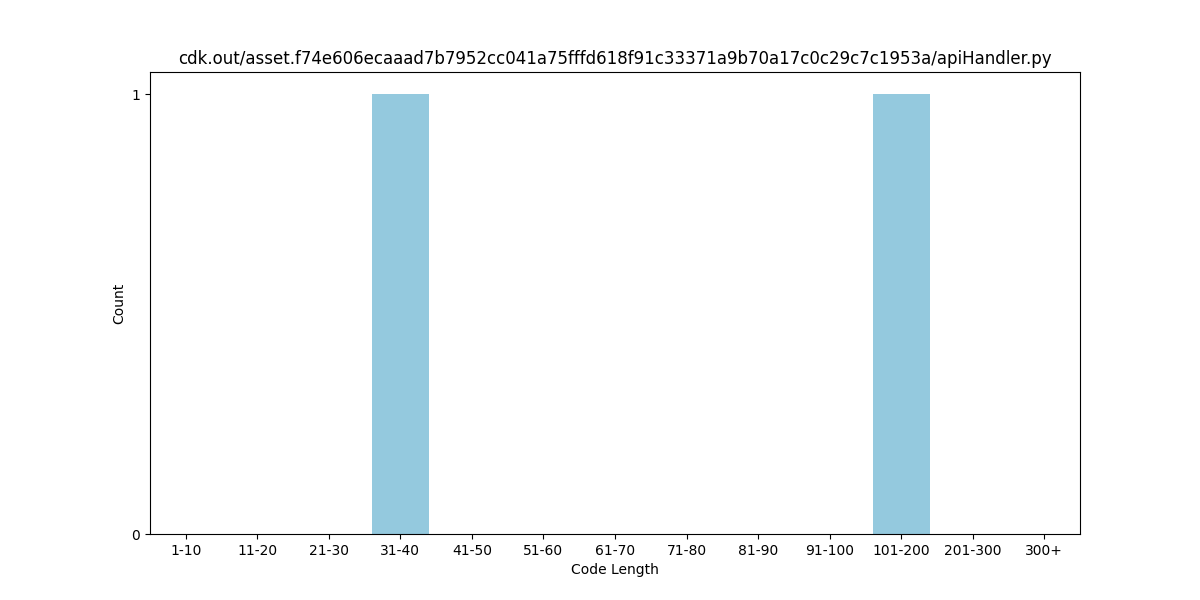 cdk.out/asset.f74e606ecaaad7b7952cc041a75fffd618f91c33371a9b70a17c0c29c7c1953a/apiHandler.py
1
Count
0
1-10 11-20 21-30 31-40 41-50 51-60 61-70 71-80 81-90 91-100 101-200 201-300 300+
Code Length